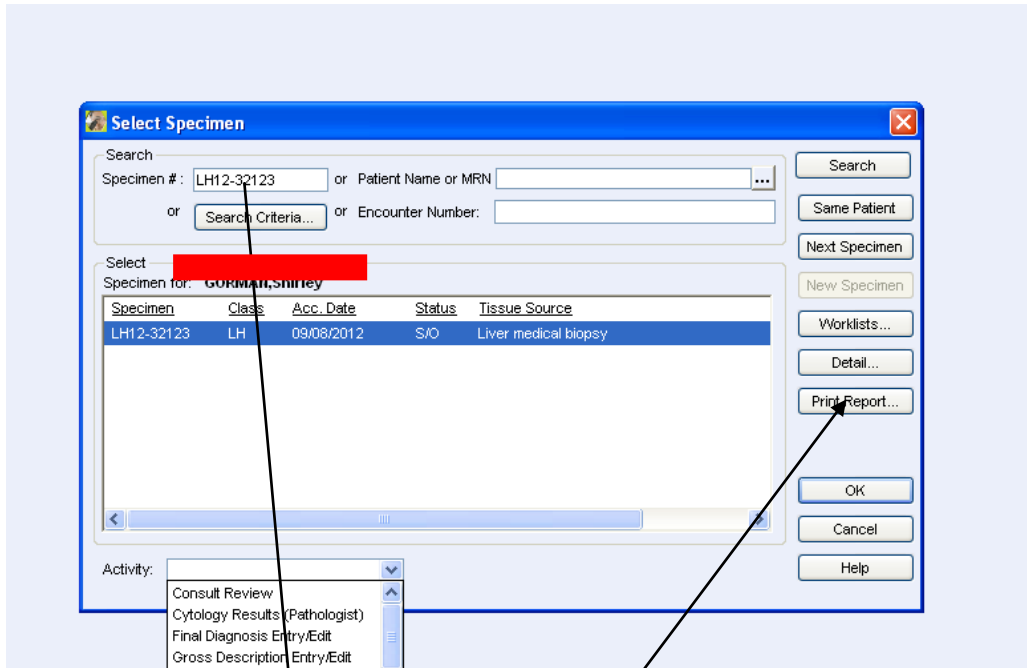 Select Specimen
Search
Specimen # : LH12-32123 or Patient Name or MRN ...
or Search Criteria... or Encounter Number:
Search
Same Patient
Next Specimen
New Specimen
Worklists...
Detail...
Print Report...
OK
Cancel
Help
Select
Specimen for:
Specimen Class Acc. Date Status Tissue Source
LH12-32123 LH 09/08/2012 S/O Liver medical biopsy
Activity:
Consult Review
Cytology Results (Pathologist)
Final Diagnosis Entry/Edit
Gross Description Entry/Edit